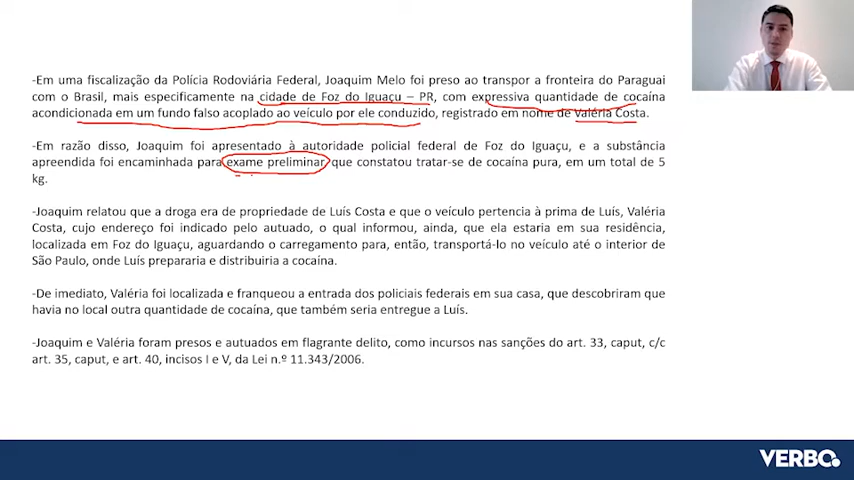 -Em uma fiscalização da Polícia Rodoviária Federal, Joaquim Melo foi preso ao transpor a fronteira do Paraguai
com o Brasil, mais especificamente na cidade de Foz do Iguaçu – PR, com expressiva quantidade de cocaína
acondicionada em um fundo falso acoplado ao veículo por ele conduzido, registrado em nome de Valéria Costa.
-Em razão disso, Joaquim foi apresentado à autoridade policial federal de Foz do Iguaçu, e a substância
apreendida foi encaminhada para exame preliminar, que constatou tratar-se de cocaína pura, em um total de 5
kg.
-Joaquim relatou que a droga era de propriedade de Luís Costa e que o veículo pertencia à prima de Luís, Valéria
Costa, cujo endereço foi indicado pelo autuado, o qual informou, ainda, que ela estaria em sua residência,
localizada em Foz do Iguaçu, aguardando o carregamento para, então, transportá-lo no veículo até o interior de
São Paulo, onde Luís prepararia e distribuiria a cocaína.
-De imediato, Valéria foi localizada e franqueou a entrada dos policiais federais em sua casa, que descobriram que
havia no local outra quantidade de cocaína, que também seria entregue a Luís.
-Joaquim e Valéria foram presos e autuados em flagrante delito, como incursos nas sanções do art. 33, caput, c/c
art. 35, caput, e art. 40, incisos I e V, da Lei n.º 11.343/2006.
VERBO.